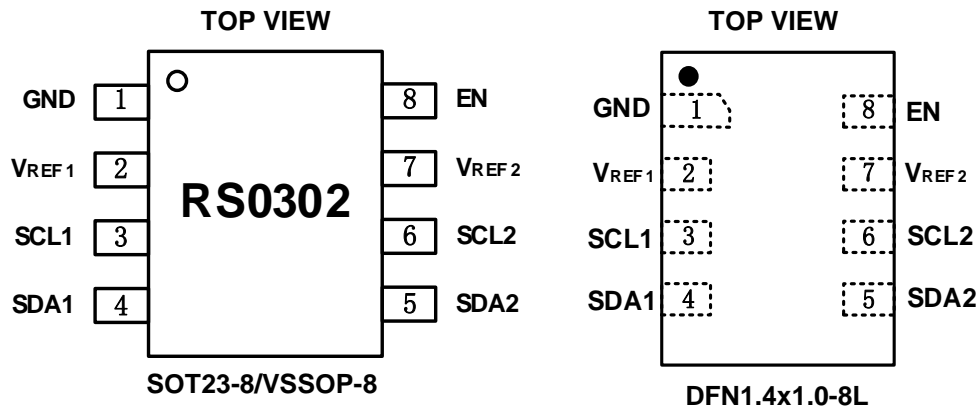 TOP VIEW
GND 1 8 EN
VREF1 2 7 VREF2
RS0302
SCL1 3 6 SCL2
SDA1 4 5 SDA2
SOT23-8/VSSOP-8
TOP VIEW
GND 1 8 EN
VREF1 2 7 VREF2
SCL1 3 6 SCL2
SDA1 4 5 SDA2
DFN1.4x1.0-8L